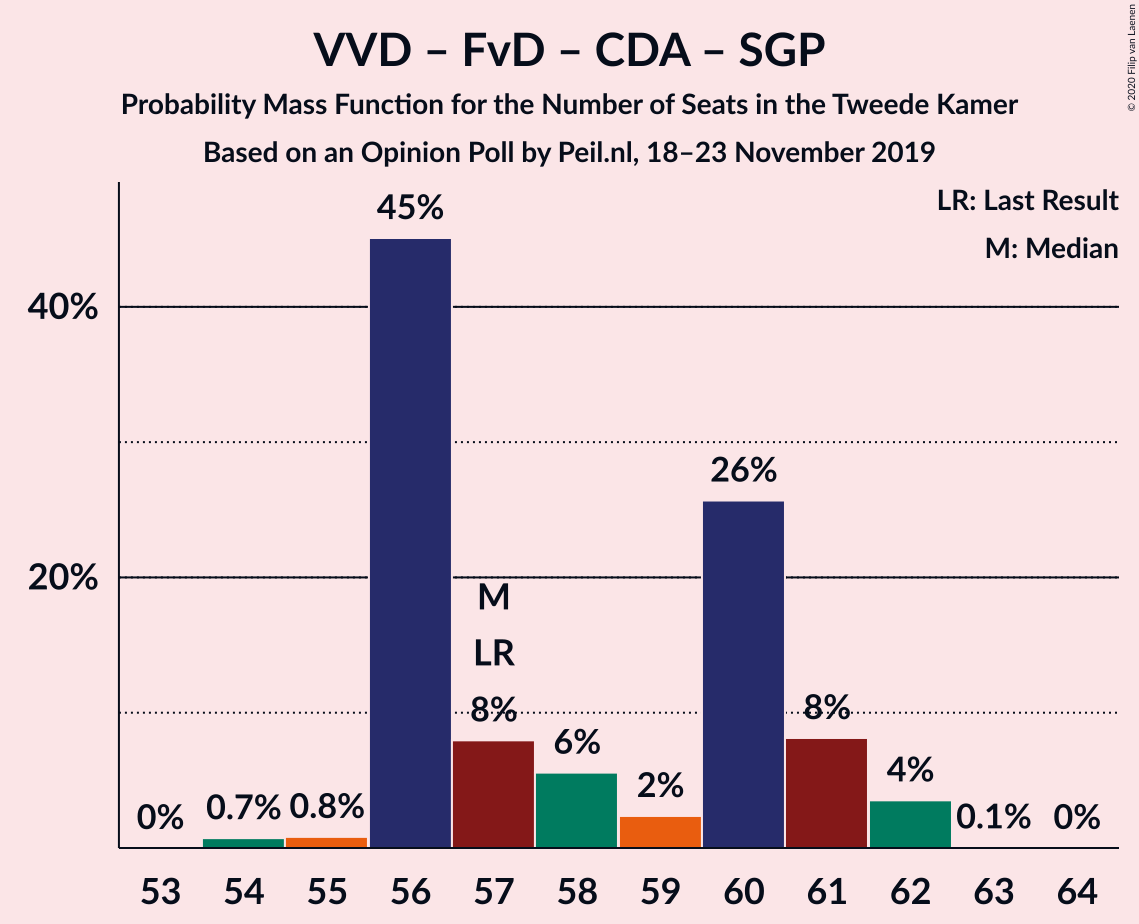 VVD – FvD – CDA – SGP
Probability Mass Function for the Number of Seats in the Tweede Kamer
Based on an Opinion Poll by Peil.nl, 18–23 November 2019
© 2020 Filip van Laenen
LR: Last Result
M: Median
45%
40%
26%
20%
M
LR
8%
8%
6%
4%
2%
0%
0.7%
0.8%
0.1%
0%
53 54 55 56 57 58 59 60 61 62 63 64